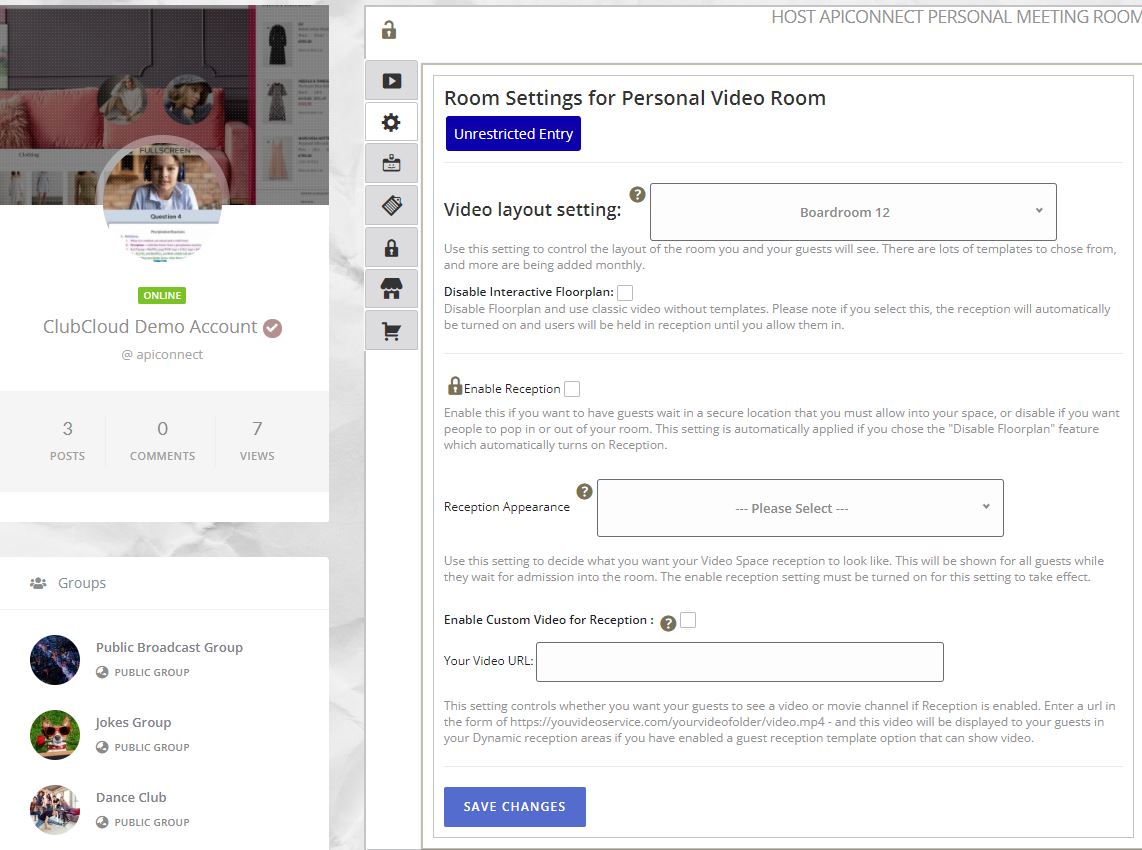 HOST APICONNECT PERSONAL MEETING ROOM
Clothing
FULLSCREEN
Question 4
ONLINE
ClubCloud Demo Account
@ apiconnect
3
POSTS
0
COMMENTS
7
VIEWS
Groups
Public Broadcast Group
PUBLIC GROUP
Jokes Group
PUBLIC GROUP
Dance Club
PUBLIC GROUP
Room Settings for Personal Video Room
Unrestricted Entry
Video layout setting:
?
Boardroom 12
Use this setting to control the layout of the room you and your guests will see. There are lots of templates to chose from,
and more are being added monthly.
Disable Interactive Floorplan:
Disable Floorplan and use classic video without templates. Please note if you select this, the reception will automatically
be turned on and users will be held in reception until you allow them in.
Enable Reception
Enable this if you want to have guests wait in a secure location that you must allow into your space, or disable if you want
people to pop in or out of your room. This setting is automatically applied if you chose the "Disable Floorplan" feature
which automatically turns on Reception.
Reception Appearance
?
--- Please Select ---
Use this setting to decide what you want your Video Space reception to look like. This will be shown for all guests while
they wait for admission into the room. The enable reception setting must be turned on for this setting to take effect.
Enable Custom Video for Reception :
?
Your Video URL:
This setting controls whether you want your guests to see a video or movie channel if Reception is enabled. Enter a url in
the form of https://youvideoservice.com/yourvideofolder/video.mp4 - and this video will be displayed to your guests in
your Dynamic reception areas if you have enabled a guest reception template option that can show video.
SAVE CHANGES